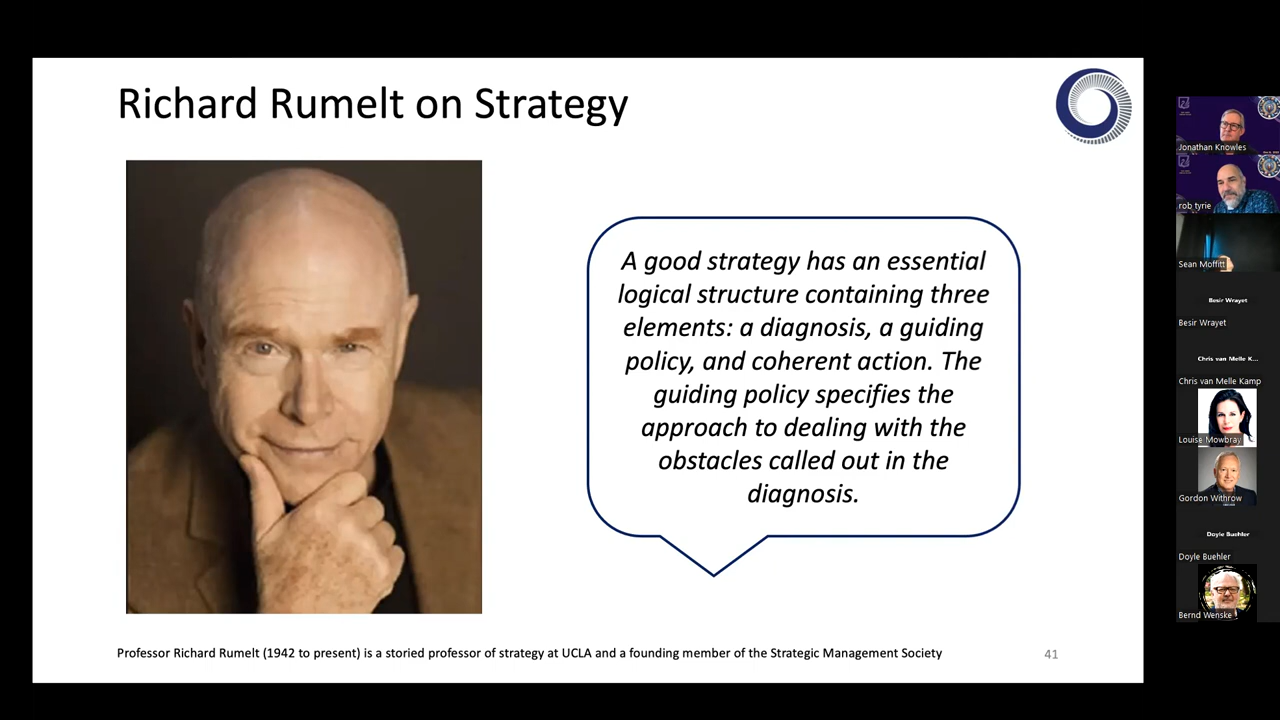 Richard Rumelt on Strategy
A good strategy has an essential
logical structure containing three
elements: a diagnosis, a guiding
policy, and coherent action. The
guiding policy specifies the
approach to dealing with the
obstacles called out in the
diagnosis.
Professor Richard Rumelt (1942 to present) is a storied professor of strategy at UCLA and a founding member of the Strategic Management Society
41
Jonathan Knowles
rob tyrie
Sean Moffitt
Besir Wrayet
Besir Wrayet
Chris van Melle K...
Chris van Melle Kamp
Louise Mowbray
Gordon Withrow
Doyle Buehler
Doyle Buehler
Bernd Wenske